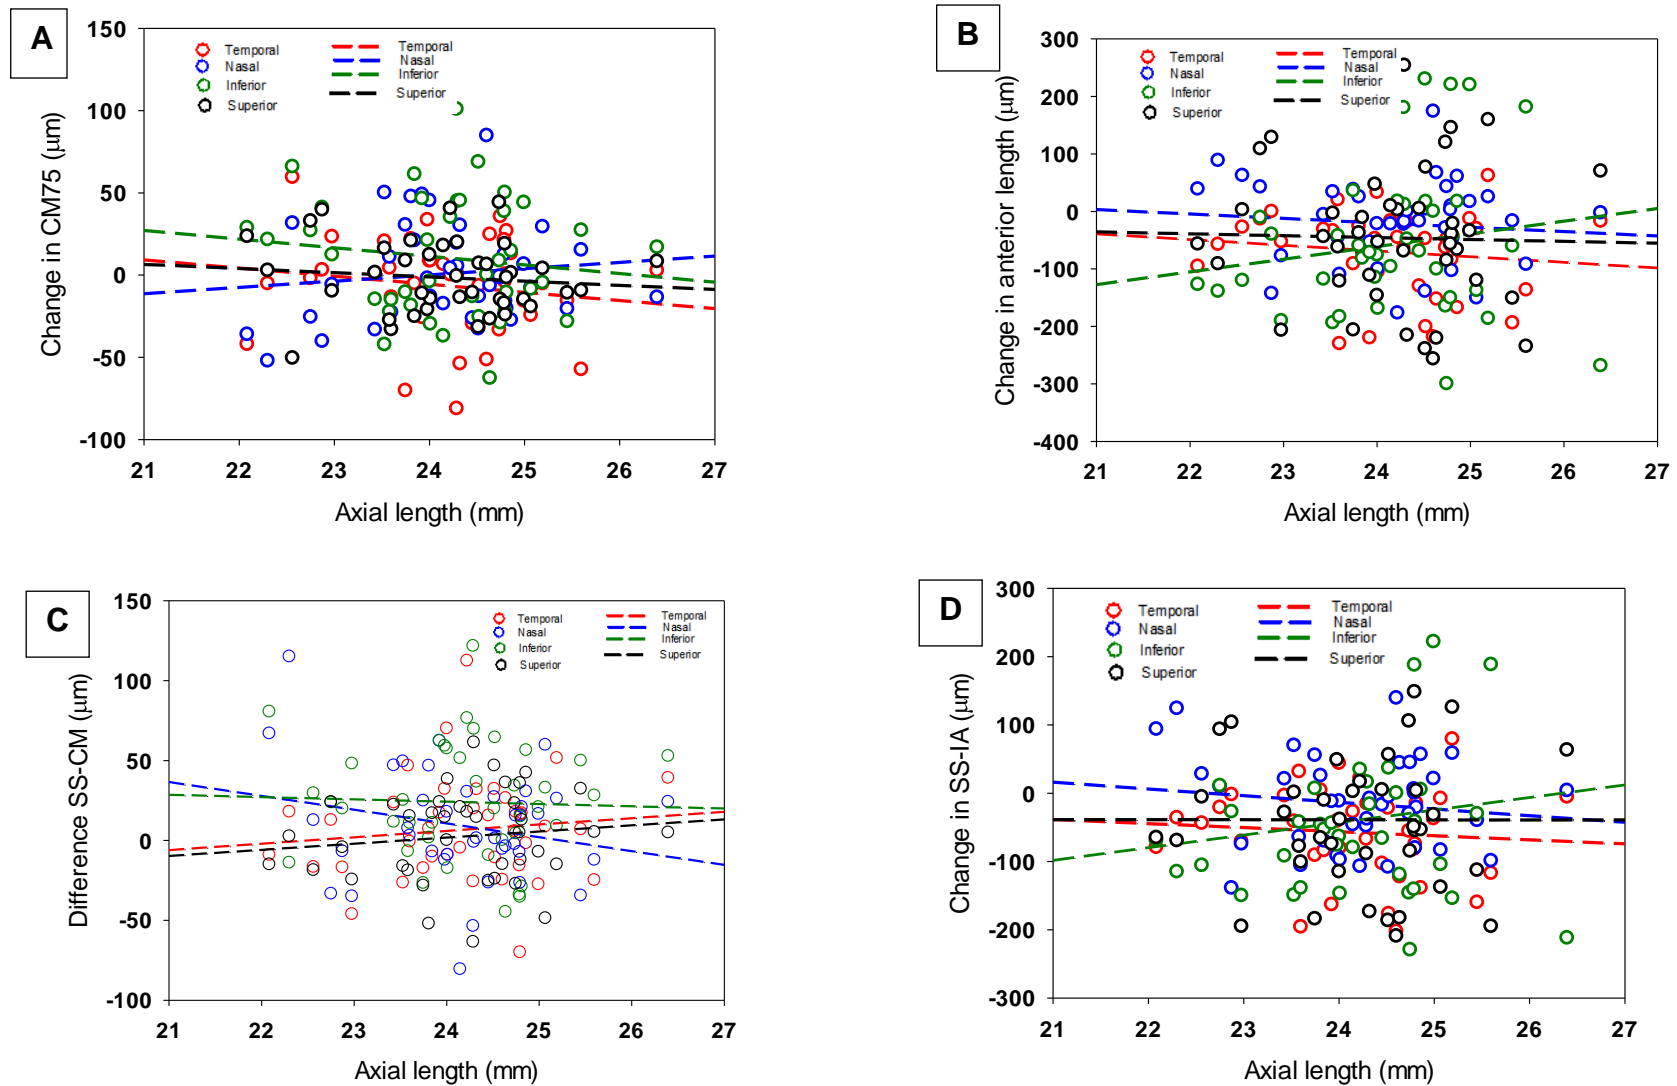 A
Change in CM75 (μm)
150
100
50
0
-50
-100
Temporal
Nasal
Inferior
Superior
Temporal
Nasal
Inferior
Superior
21 22 23 24 25 26 27
Axial length (mm)
B
Change in anterior length (μm)
300
200
100
0
-100
-200
-300
-400
Temporal
Nasal
Inferior
Superior
Temporal
Nasal
Inferior
Superior
21 22 23 24 25 26 27
Axial length (mm)
C
Difference SS-CM (μm)
150
100
50
0
-50
-100
Temporal
Nasal
Inferior
Superior
Temporal
Nasal
Inferior
Superior
21 22 23 24 25 26 27
Axial length (mm)
D
Change in SS-IA (μm)
300
200
100
0
-100
-200
-300
Temporal
Nasal
Inferior
Superior
Temporal
Nasal
Inferior
Superior
21 22 23 24 25 26 27
Axial length (mm)